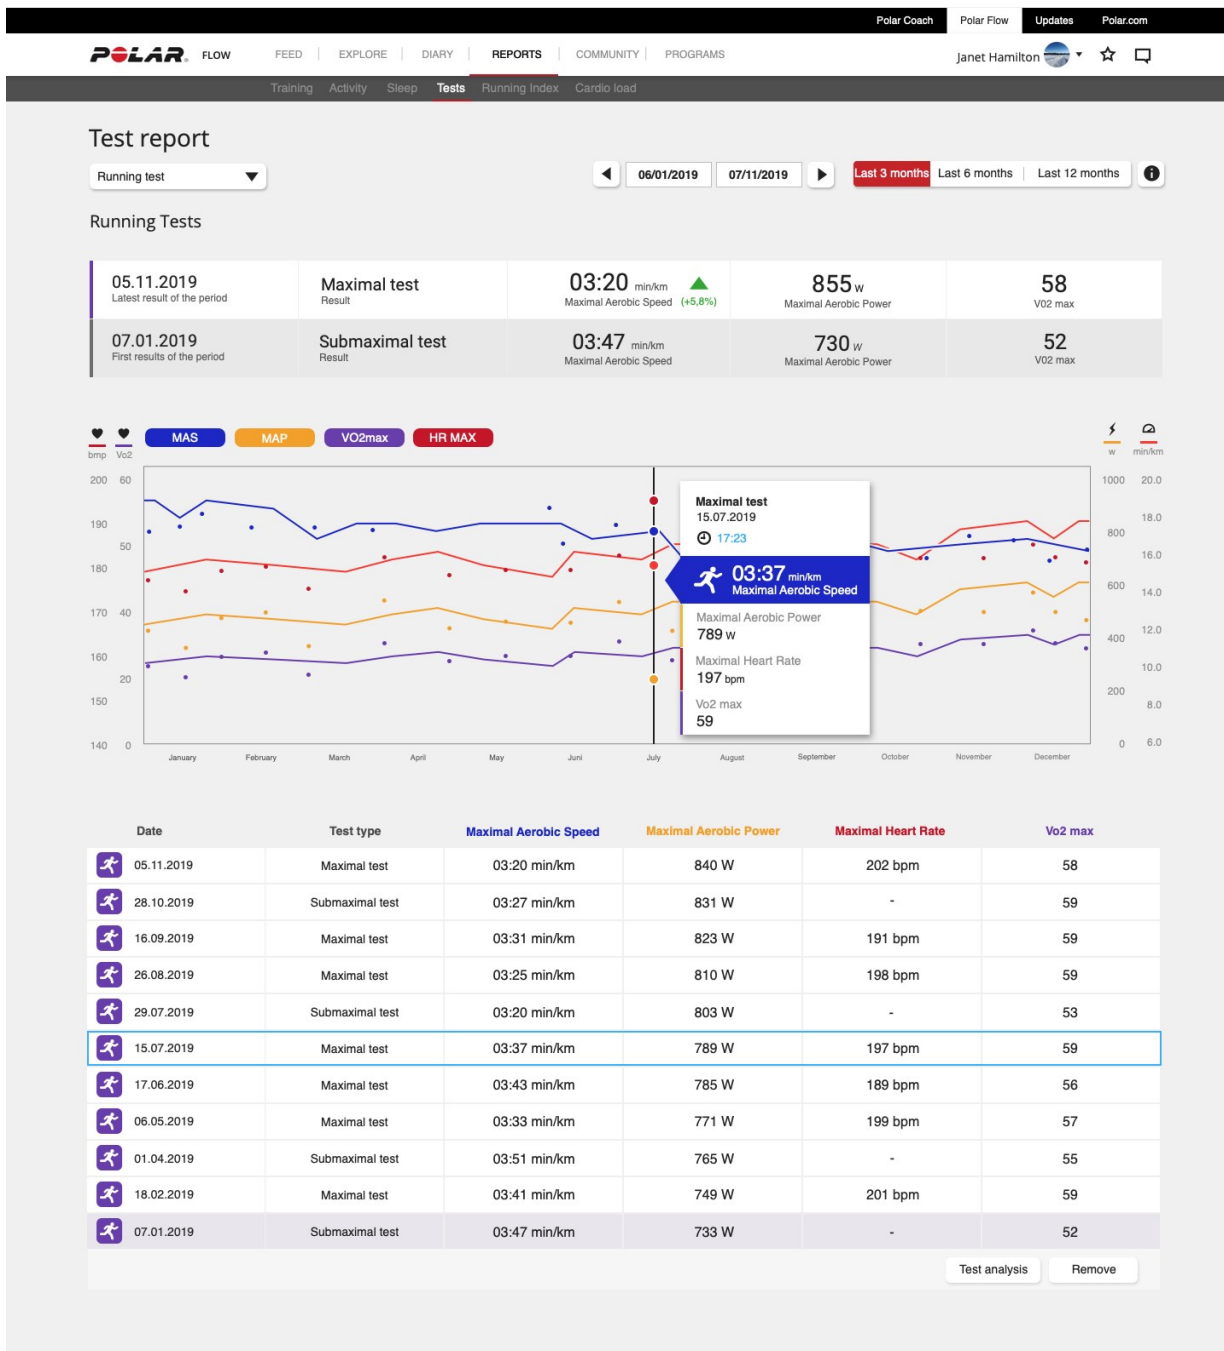 Polar Coach Polar Flow Updates Polar.com
POLAR. FLOW FEED EXPLORE DIARY REPORTS COMMUNITY PROGRAMS Janet Hamilton
Training Activity Sleep Tests Running Index Cardio load
Test report
Running test 06/01/2019 07/11/2019 Last 3 months Last 6 months Last 12 months
Running Tests
05.11.2019 Maximal test 03:20 min/km 855 w 58
Latest result of the period Result Maximal Aerobic Speed (+5,8%) Maximal Aerobic Power V02 max
07.01.2019 Submaximal test 03:47 min/km 730 w 52
First results of the period Result Maximal Aerobic Speed Maximal Aerobic Power V02 max
MAS MAP VO2max HR MAX
bmp Vo2 w min/km
200 60 1000 20.0
190 18.0
50 800
180 16.0
600 14.0
170 40
400 12.0
160 10.0
20 200
150 8.0
140 0 0 6.0
Maximal test
15.07.2019
17:23
03:37 min/km
Maximal Aerobic Speed
Maximal Aerobic Power
789 w
Maximal Heart Rate
197 bpm
Vo2 max
59
January February March April May Juni July August September October November December
Date Test type Maximal Aerobic Speed Maximal Aerobic Power Maximal Heart Rate Vo2 max
05.11.2019 Maximal test 03:20 min/km 840 W 202 bpm 58
28.10.2019 Submaximal test 03:27 min/km 831 W - 59
16.09.2019 Maximal test 03:31 min/km 823 W 191 bpm 59
26.08.2019 Maximal test 03:25 min/km 810 W 198 bpm 59
29.07.2019 Submaximal test 03:20 min/km 803 W - 53
15.07.2019 Maximal test 03:37 min/km 789 W 197 bpm 59
17.06.2019 Maximal test 03:43 min/km 785 W 189 bpm 56
06.05.2019 Maximal test 03:33 min/km 771 W 199 bpm 57
01.04.2019 Submaximal test 03:51 min/km 765 W - 55
18.02.2019 Maximal test 03:41 min/km 749 W 201 bpm 59
07.01.2019 Submaximal test 03:47 min/km 733 W - 52
Test analysis Remove